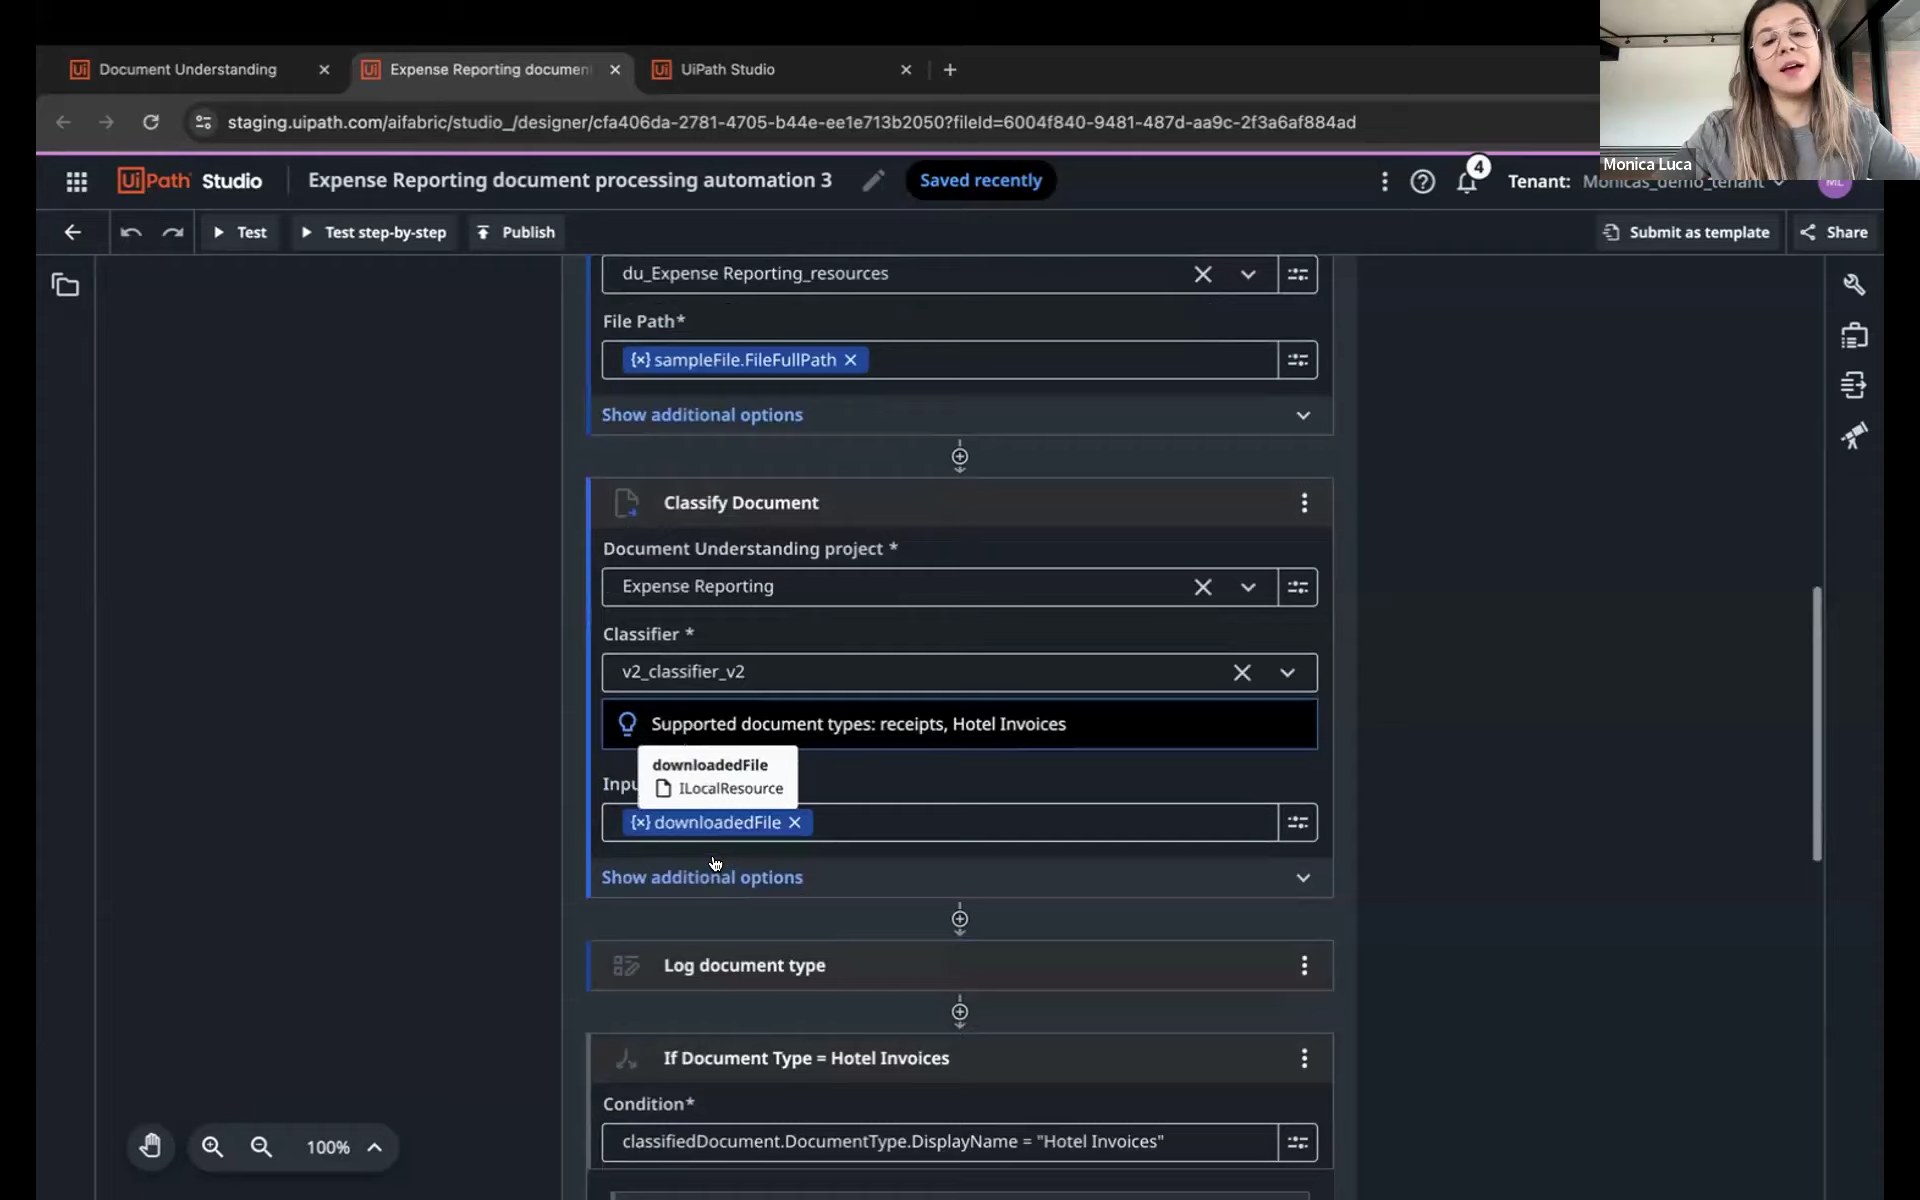 Document Understanding
Expense Reporting documen
UiPath Studio
staging.uipath.com/aifabric/studio_/designer/cfa406da-2781-4705-b44e-ee1e713b2050?fileId=6004f840-9481-487d-aa9c-2f3a6af884ad
Monica Luca
UiPath Studio
Expense Reporting document processing automation 3
Saved recently
4
Tenant: Monicas_demo_tenant
ML
Test
Test step-by-step
Publish
Submit as template
Share
du_Expense Reporting_resources
File Path*
{x} sampleFile.FileFullPath
Show additional options
Classify Document
Document Understanding project *
Expense Reporting
Classifier *
v2_classifier_v2
Supported document types: receipts, Hotel Invoices
downloadedFile
ILocalResource
Inpu
{x} downloadedFile
Show additional options
Log document type
If Document Type = Hotel Invoices
Condition*
classifiedDocument.DocumentType.DisplayName = "Hotel Invoices"
100%